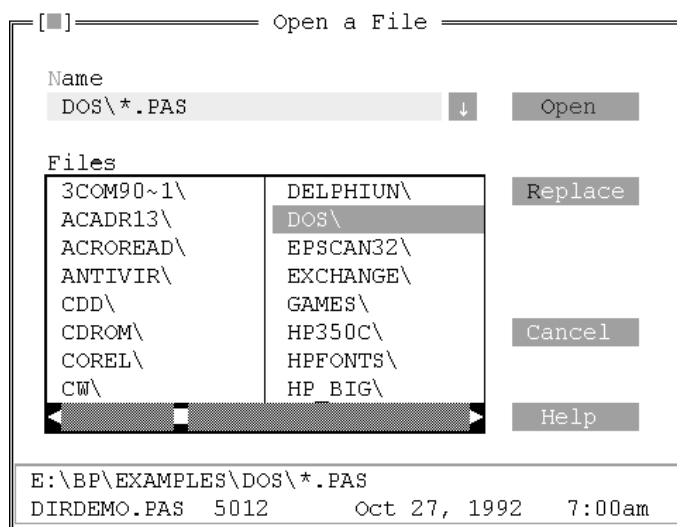 [■] Open a File
Name
DOS\*.PAS ↓ Open
Files
3COM90~1\ DELPHIUN\ Replace
ACADR13\ DOS\
ACROREAD\ EPSCAN32\
ANTIVIR\ EXCHANGE\
CDD\ GAMES\
CDROM\ HP350C\ Cancel
COREL\ HPFONTS\
CW\ HP_BIG\
Help
E:\BP\EXAMPLES\DOS\*.PAS
DIRDEMO.PAS 5012 Oct 27, 1992 7:00am